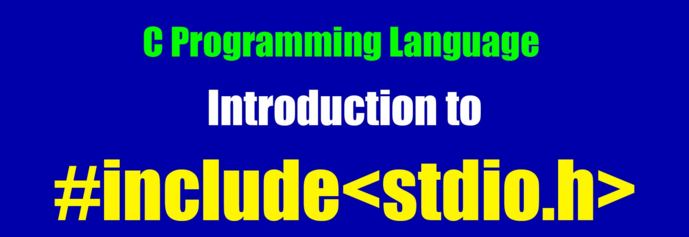 C Programming Language
Introduction to
#include<stdio.h>